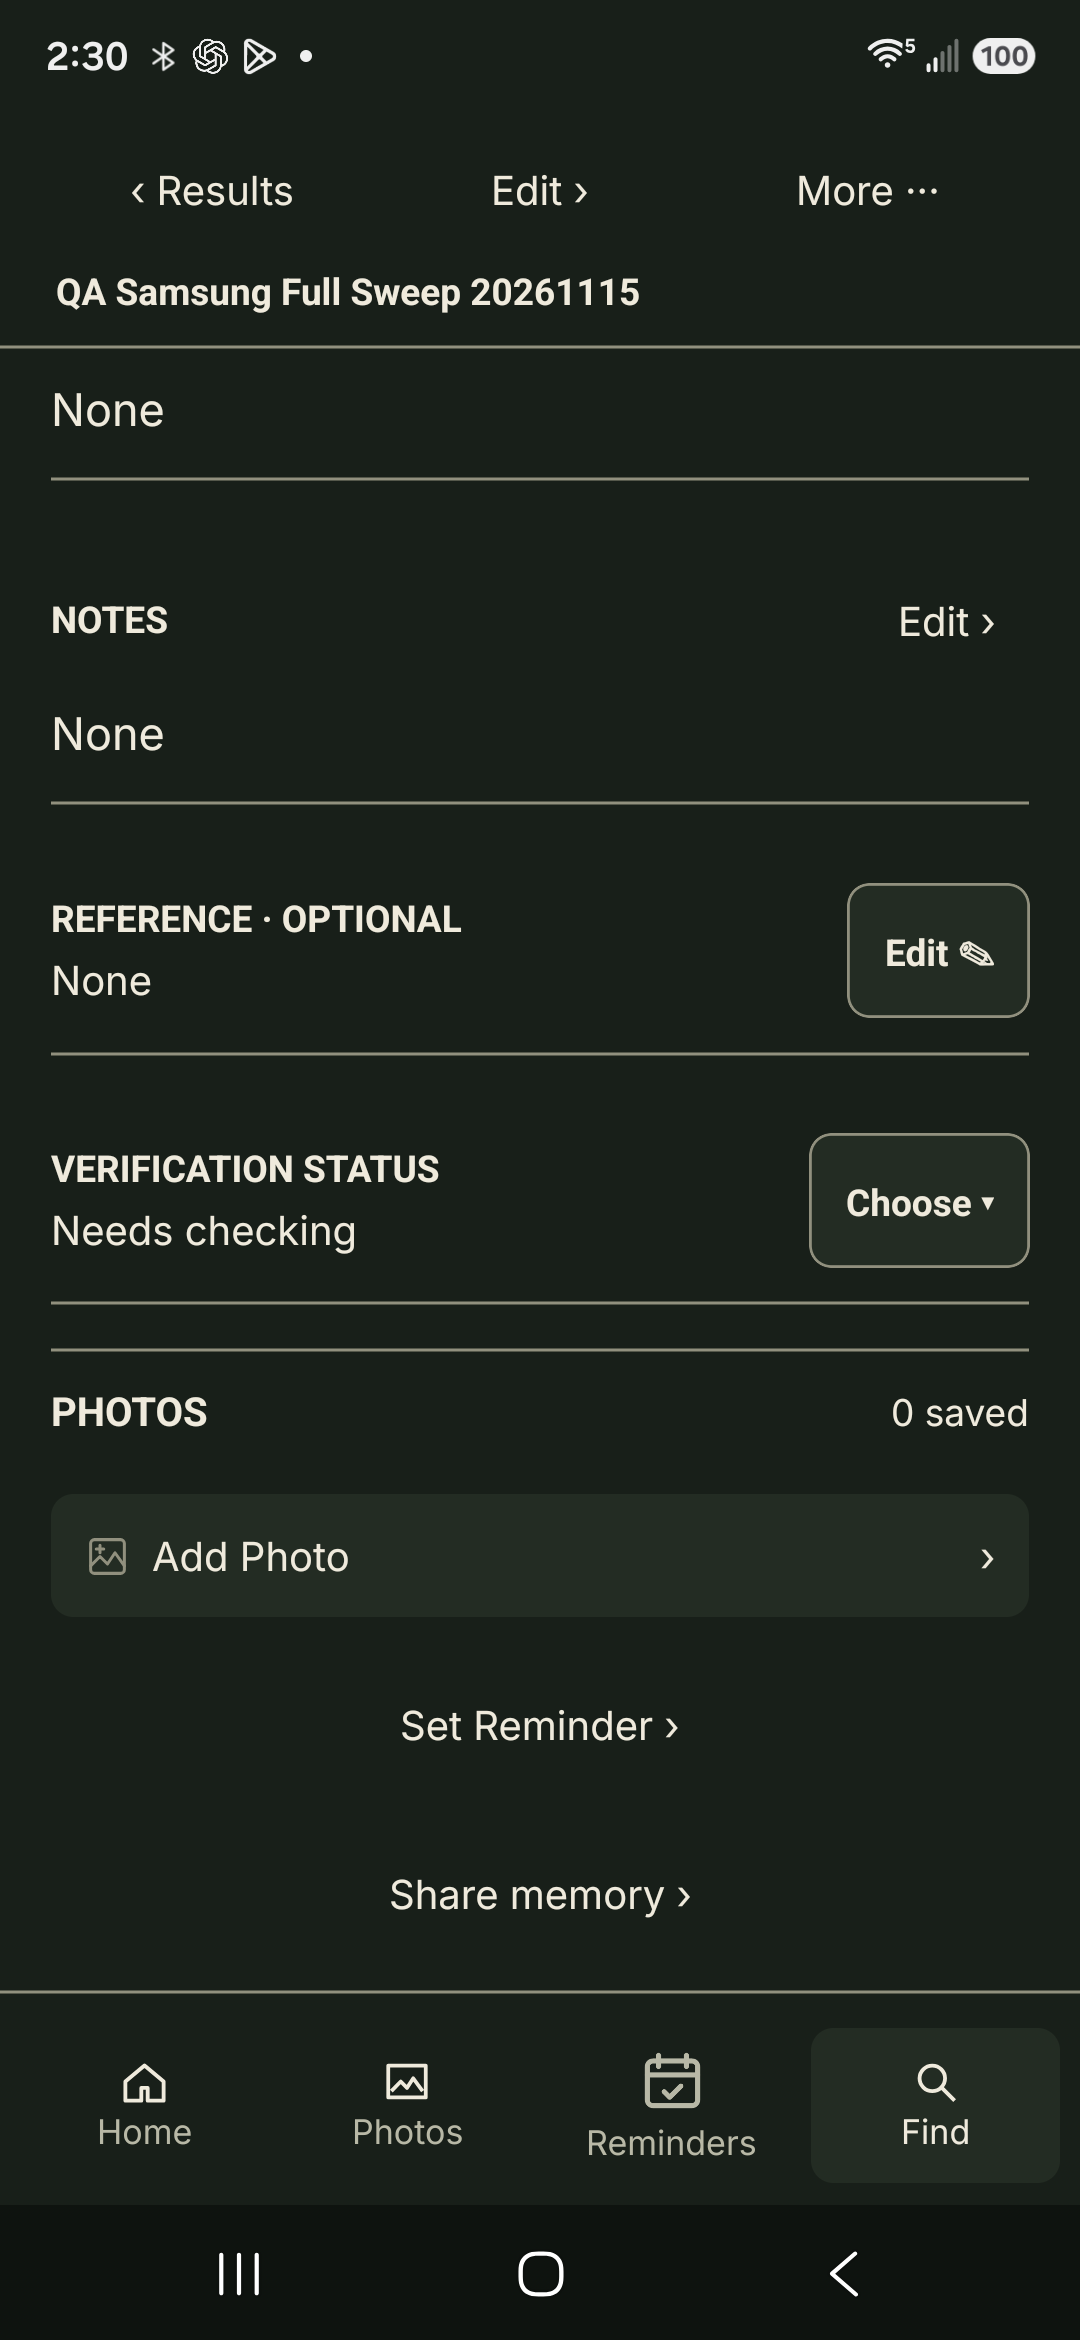 2:30
5
100
‹ Results
Edit ›
More ···
QA Samsung Full Sweep 20261115
None
NOTES
Edit ›
None
REFERENCE · OPTIONAL
None
Edit ✎
VERIFICATION STATUS
Needs checking
Choose ▾
PHOTOS
0 saved
Add Photo ›
Set Reminder ›
Share memory ›
Home
Photos
Reminders
Find